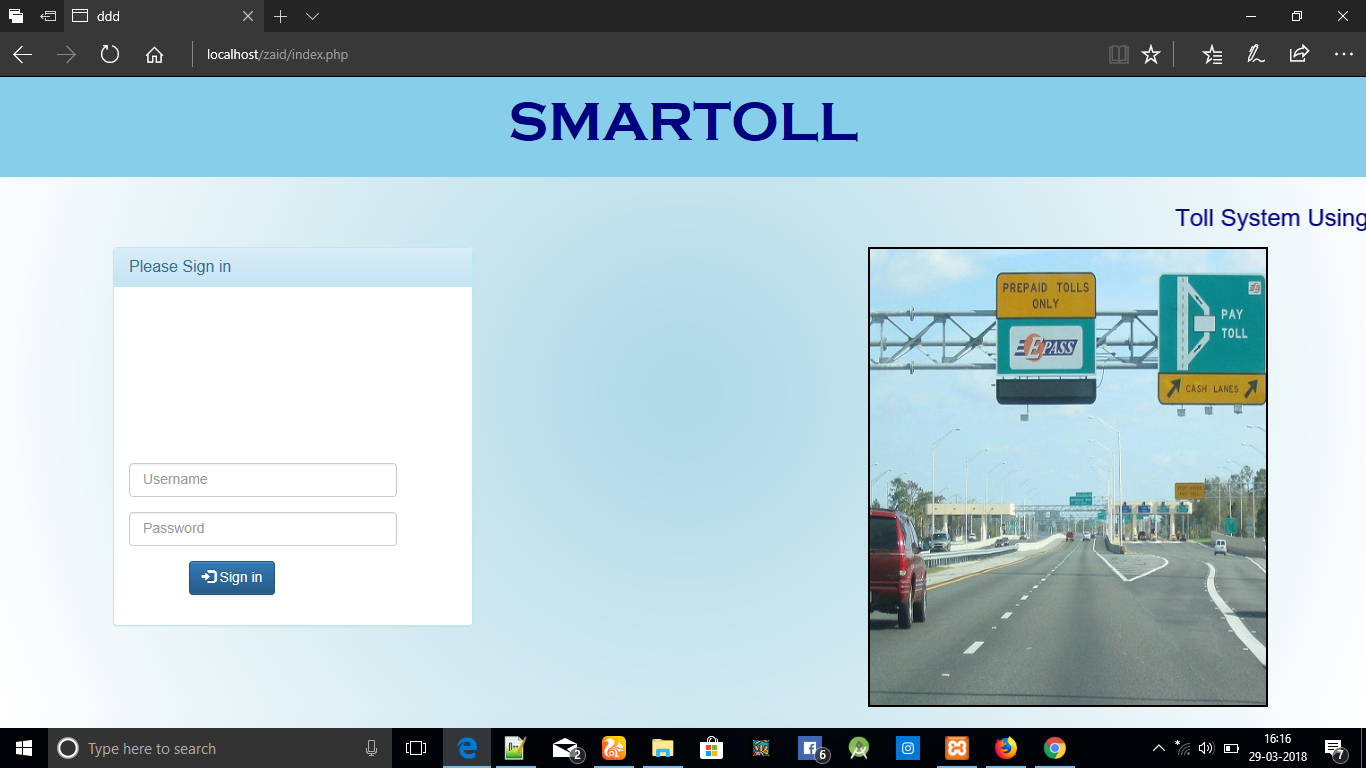 ddd
localhost/zaid/index.php
SMARTOLL
Toll System Using
Please Sign in
Username
Password
Sign in
PREPAID TOLLS
ONLY
E PASS
PAY
TOLL
CASH LANES
Type here to search
2
6
16:16
29-03-2018
7